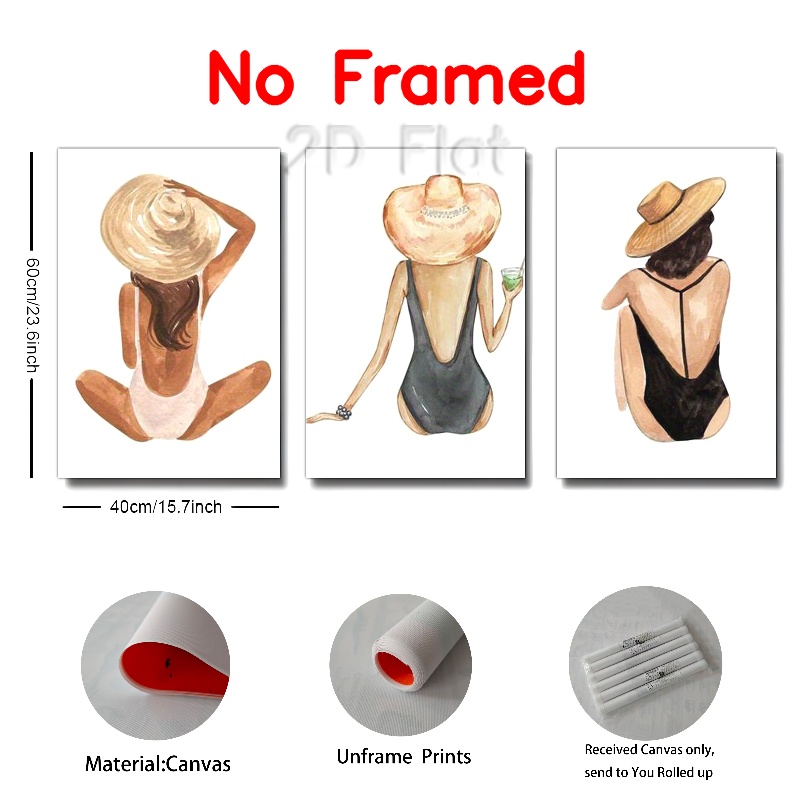 No Framed
2D Flat
60cm/23.6inch
40cm/15.7inch
Material:Canvas
Unframe Prints
Received Canvas only,
send to You Rolled up